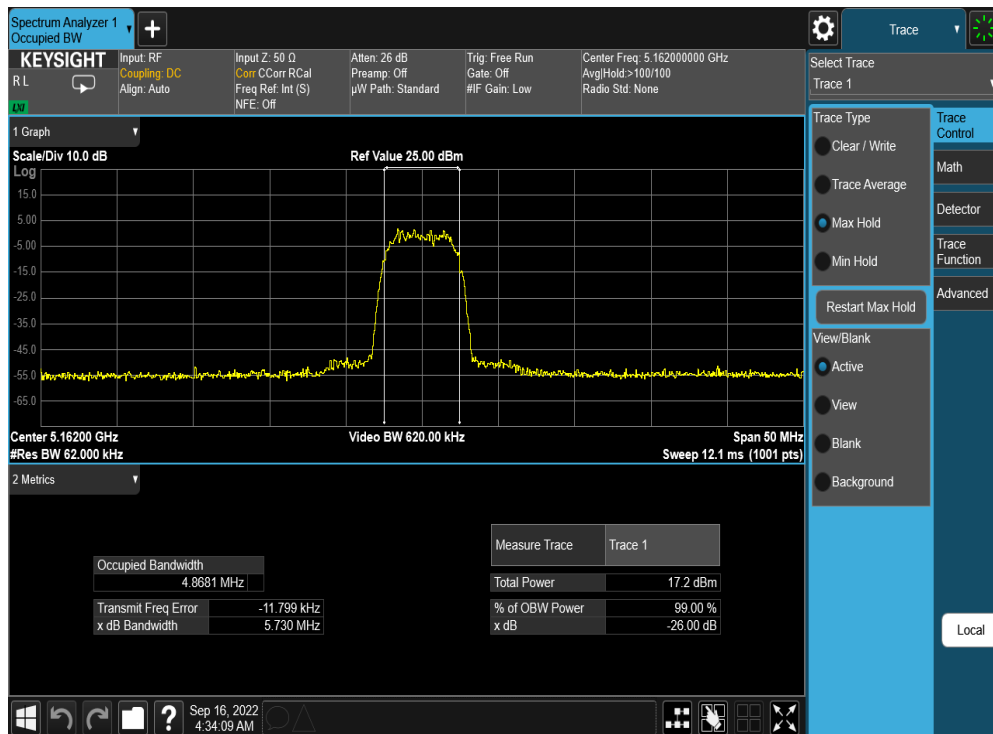 Spectrum Analyzer 1
Occupied BW
+
Trace
KEYSIGHT
R L
LXI
Input: RF
Coupling: DC
Align: Auto
Input Z: 50 Ω
Corr CCorr RCal
Freq Ref: Int (S)
NFE: Off
Atten: 26 dB
Preamp: Off
µW Path: Standard
Trig: Free Run
Gate: Off
#IF Gain: Low
Center Freq: 5.162000000 GHz
Avg|Hold:>100/100
Radio Std: None
Select Trace
Trace 1
1 Graph
Scale/Div 10.0 dB
Ref Value 25.00 dBm
Log
15.0
5.00
-5.00
-15.0
-25.0
-35.0
-45.0
-55.0
-65.0
Center 5.16200 GHz
#Res BW 62.000 kHz
Video BW 620.00 kHz
Span 50 MHz
Sweep 12.1 ms (1001 pts)
Trace Type
Clear / Write
Trace Average
Max Hold
Min Hold
Restart Max Hold
View/Blank
Active
View
Blank
Background
Trace
Control
Math
Detector
Trace
Function
Advanced
Local
2 Metrics
Occupied Bandwidth
4.8681 MHz
Transmit Freq Error -11.799 kHz
x dB Bandwidth 5.730 MHz
Measure Trace Trace 1
Total Power 17.2 dBm
% of OBW Power 99.00 %
x dB -26.00 dB
?
Sep 16, 2022
4:34:09 AM